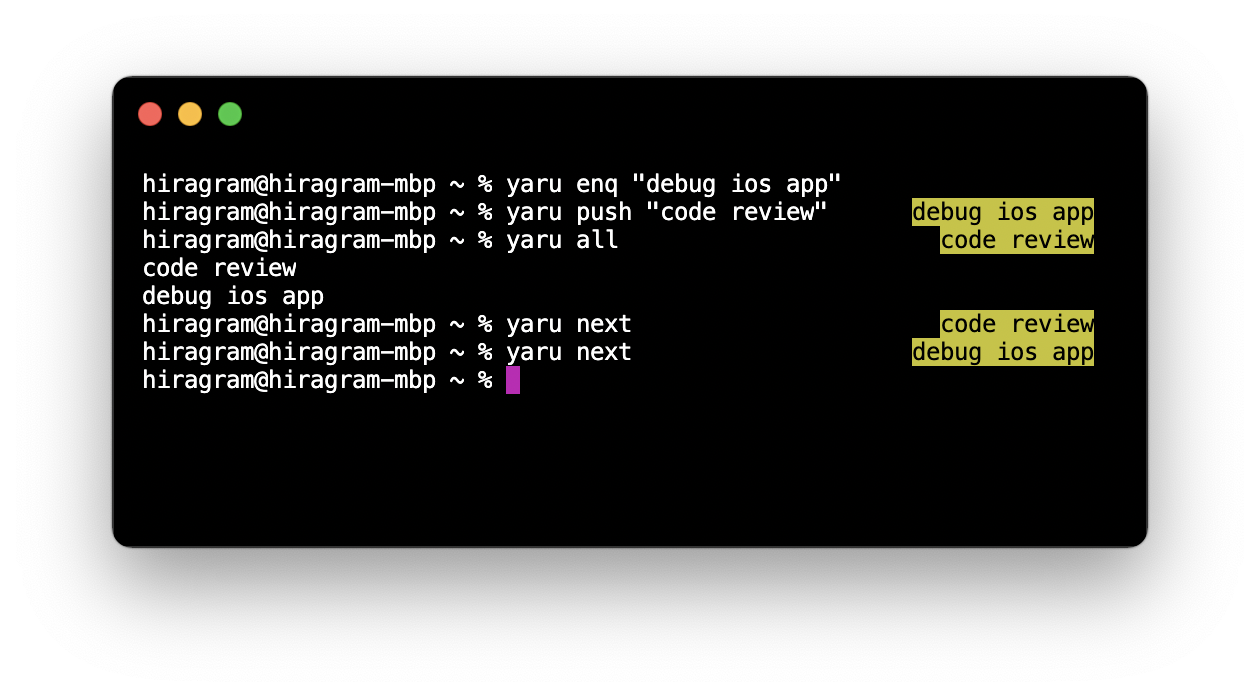 hiragram@hiragram-mbp ~ % yaru enq "debug ios app"
hiragram@hiragram-mbp ~ % yaru push "code review" debug ios app
hiragram@hiragram-mbp ~ % yaru all code review
code review
debug ios app
hiragram@hiragram-mbp ~ % yaru next code review
hiragram@hiragram-mbp ~ % yaru next debug ios app
hiragram@hiragram-mbp ~ %